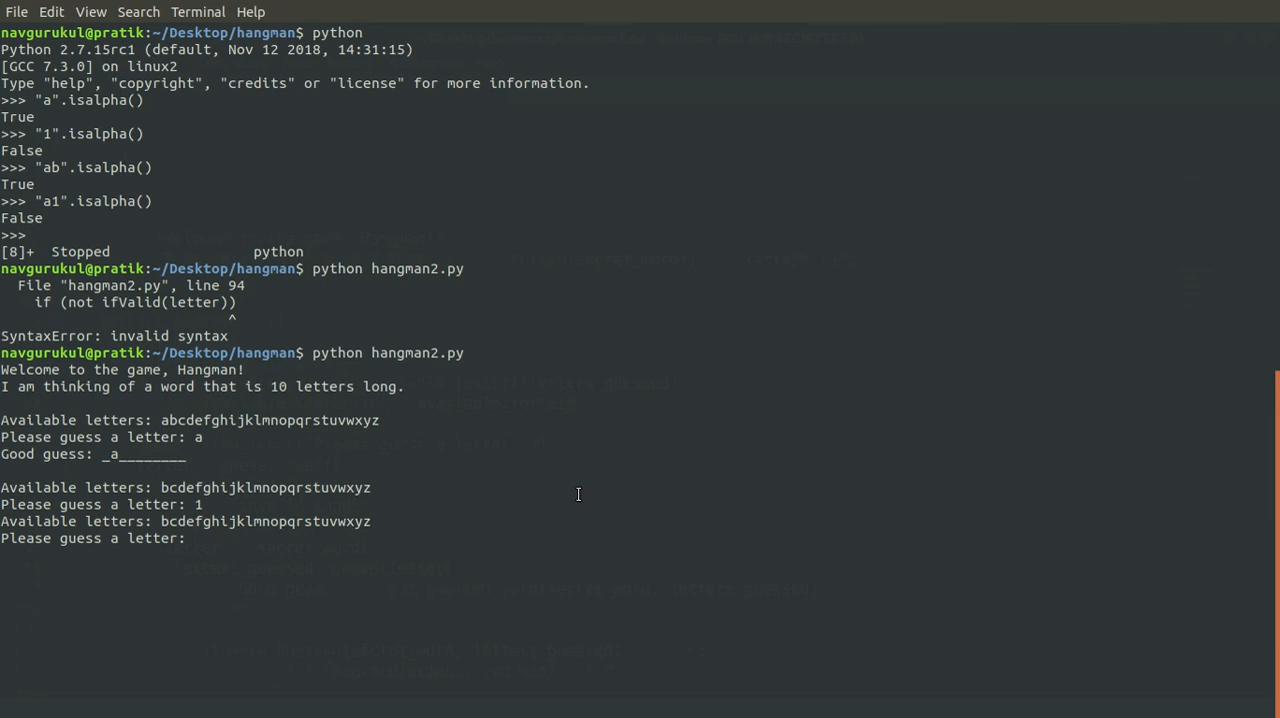 File Edit View Search Terminal Help
navgurukul@pratik:~/Desktop/hangman$ python
Python 2.7.15rc1 (default, Nov 12 2018, 14:31:15)
[GCC 7.3.0] on linux2
Type "help", "copyright", "credits" or "license" for more information.
>>> "a".isalpha()
True
>>> "1".isalpha()
False
>>> "ab".isalpha()
True
>>> "a1".isalpha()
False
>>>
[8]+  Stopped                 python
navgurukul@pratik:~/Desktop/hangman$ python hangman2.py
  File "hangman2.py", line 94
    if (not ifValid(letter))
                           ^
SyntaxError: invalid syntax
navgurukul@pratik:~/Desktop/hangman$ python hangman2.py
Welcome to the game, Hangman!
I am thinking of a word that is 10 letters long.
Available letters: abcdefghijklmnopqrstuvwxyz
Please guess a letter: a
Good guess: _a________
Available letters: bcdefghijklmnopqrstuvwxyz
Please guess a letter: 1
Available letters: bcdefghijklmnopqrstuvwxyz
Please guess a letter: